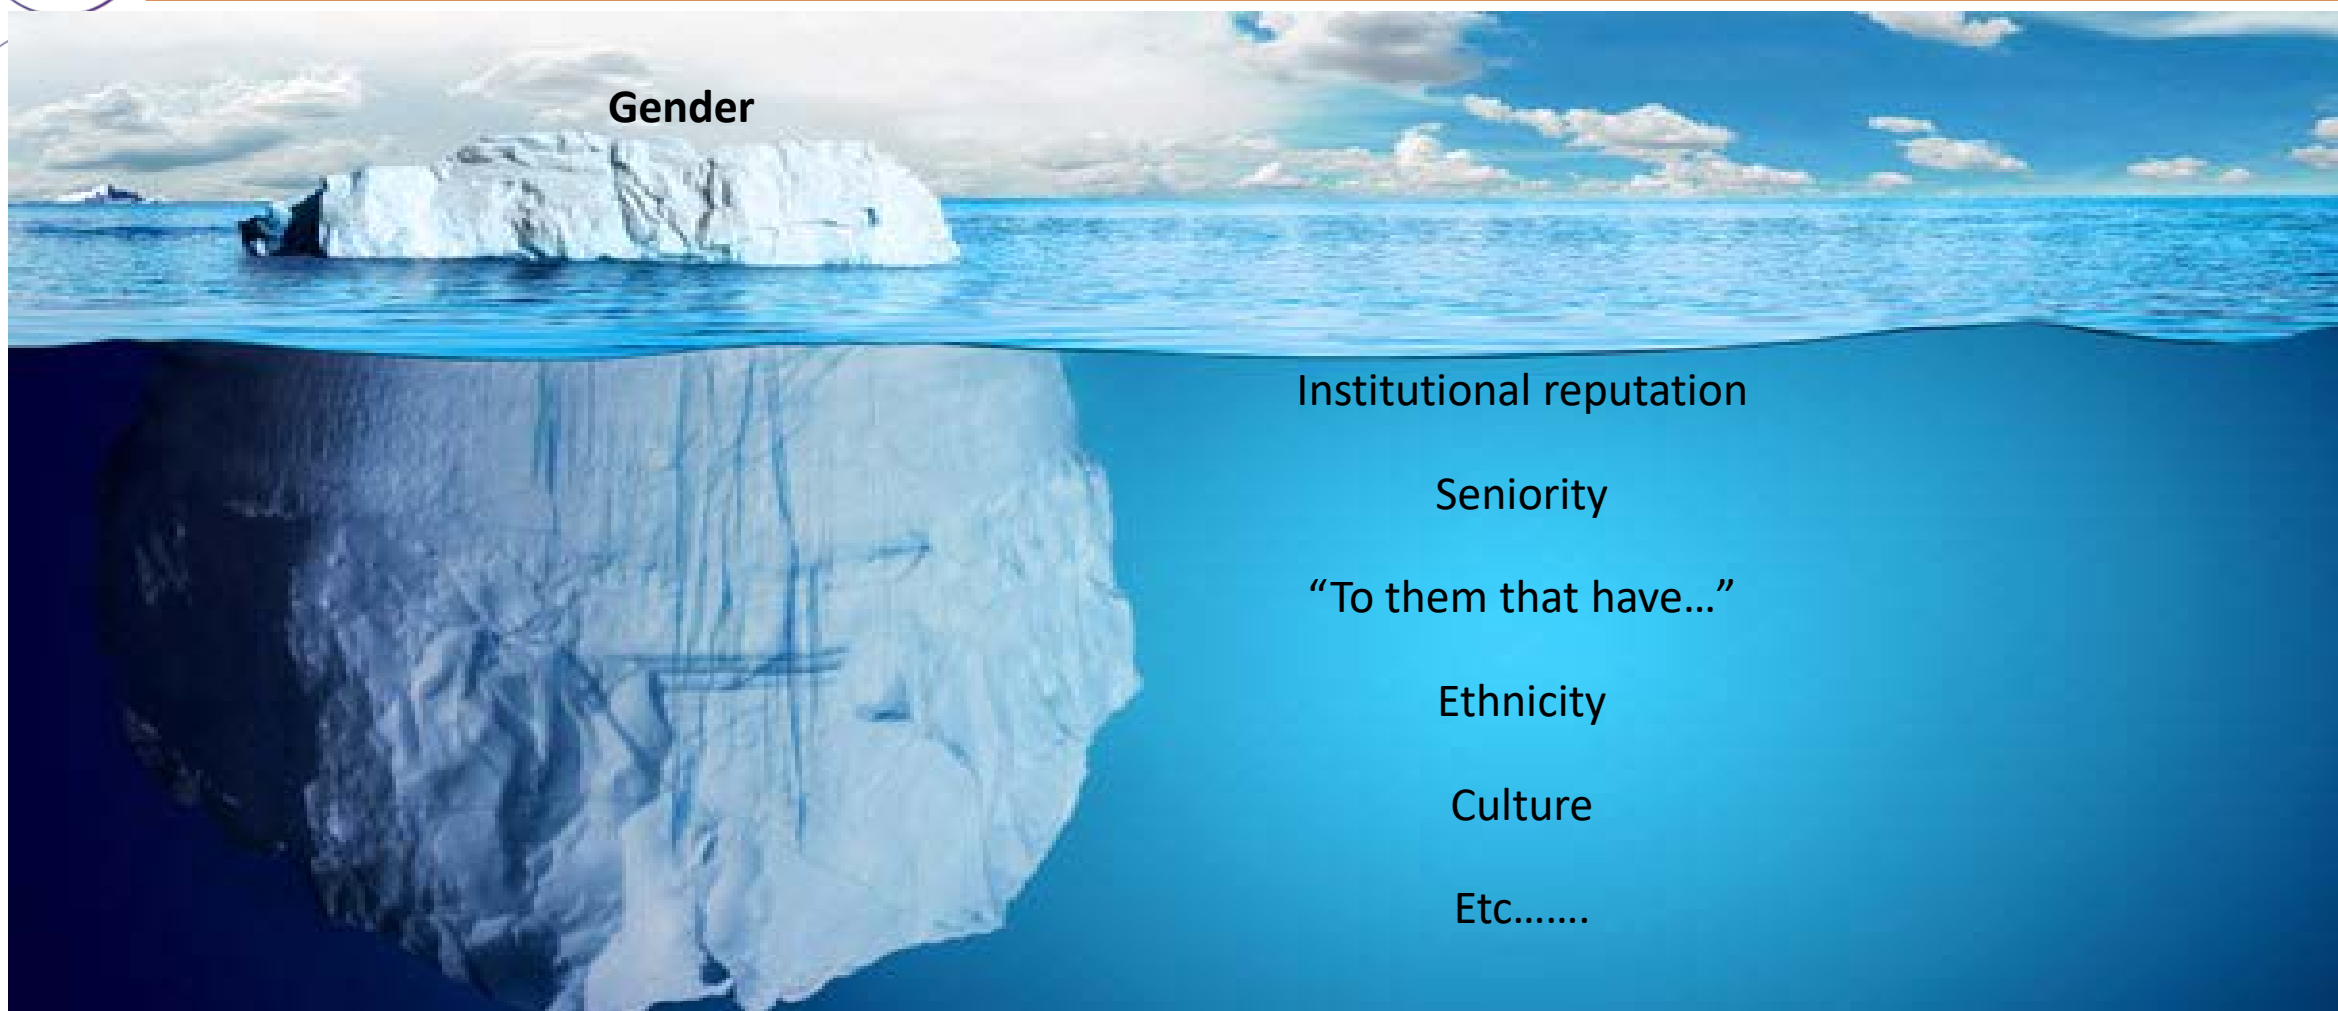 Gender
Institutional reputation
Seniority
“To them that have…”
Ethnicity
Culture
Etc…….